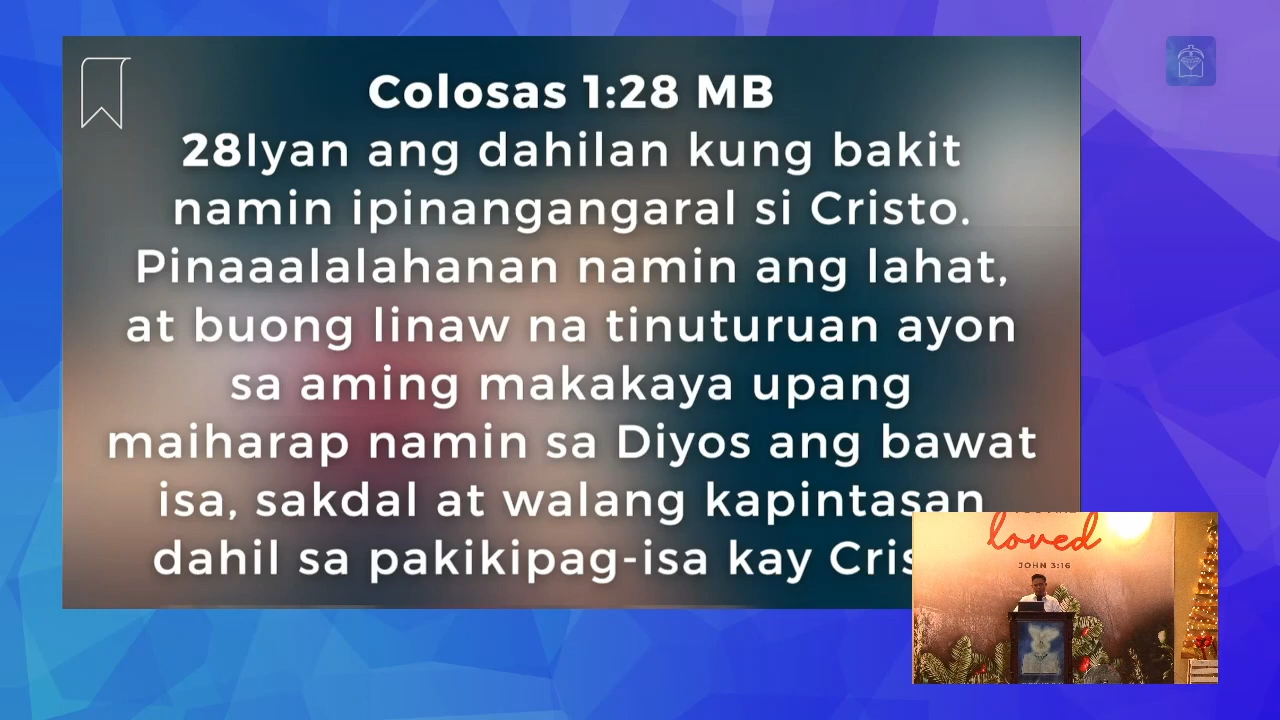 Colosas 1:28 MB
28Iyan ang dahilan kung bakit
namin ipinangangaral si Cristo.
Pinaaalalahanan namin ang lahat,
at buong linaw na tinuturuan ayon
sa aming makakaya upang
maiharap namin sa Diyos ang bawat
isa, sakdal at walang kapintasan
dahil sa pakikipag-isa kay Cris
loved
JOHN 3:16